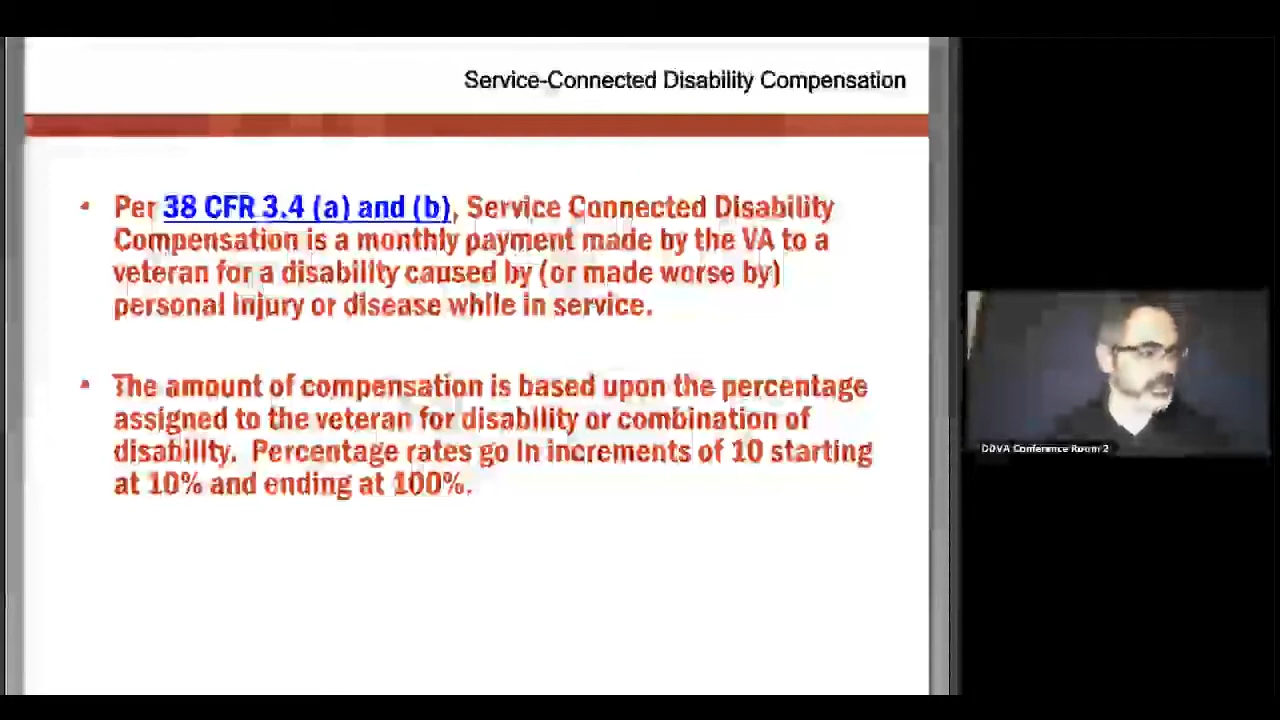 Service-Connected Disability Compensation
• Per 38 CFR 3.4 (a) and (b), Service Connected Disability
Compensation is a monthly payment made by the VA to a
veteran for a disability caused by (or made worse by)
personal injury or disease while in service.
• The amount of compensation is based upon the percentage
assigned to the veteran for disability or combination of
disability. Percentage rates go in increments of 10 starting
at 10% and ending at 100%.
DDVA Conference Room 2